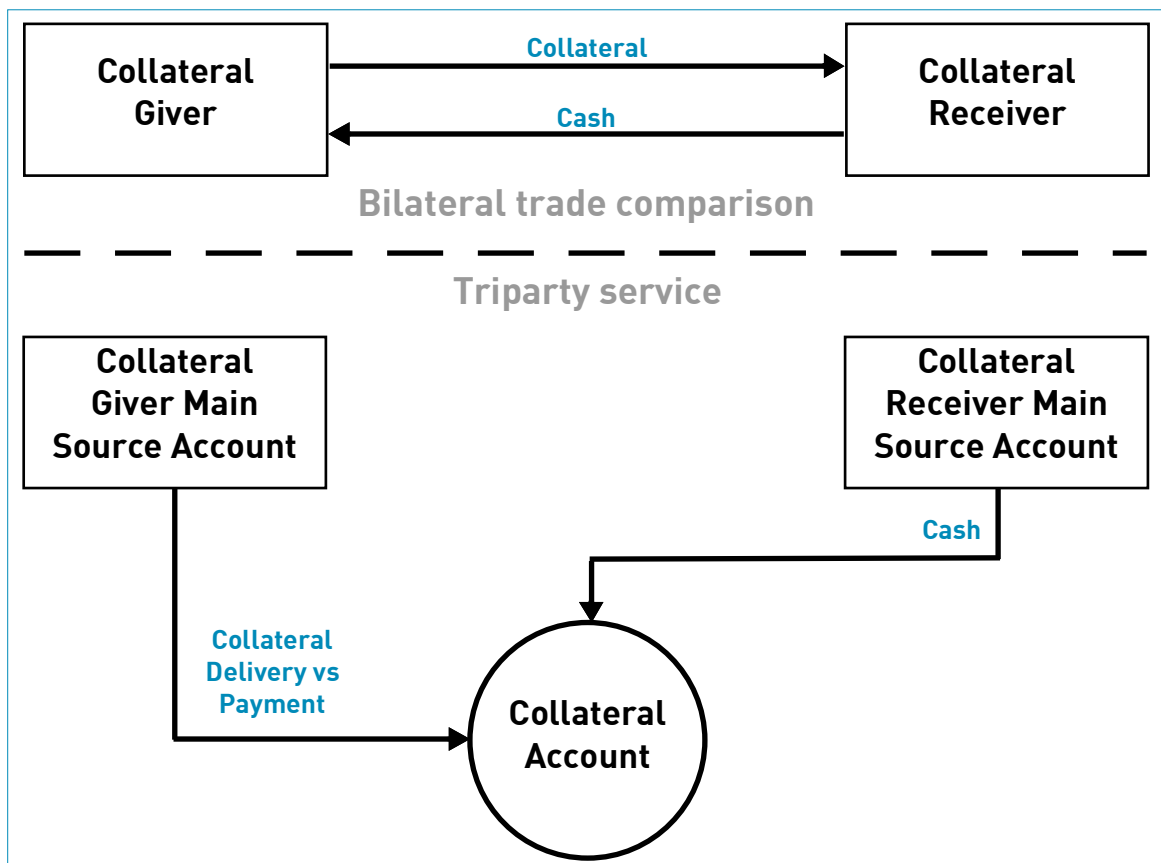 Collateral
Giver
Collateral
Cash
Collateral
Receiver
Bilateral trade comparison
Triparty service
Collateral
Giver Main
Source Account
Collateral
Receiver Main
Source Account
Cash
Collateral
Delivery vs
Payment
Collateral
Account